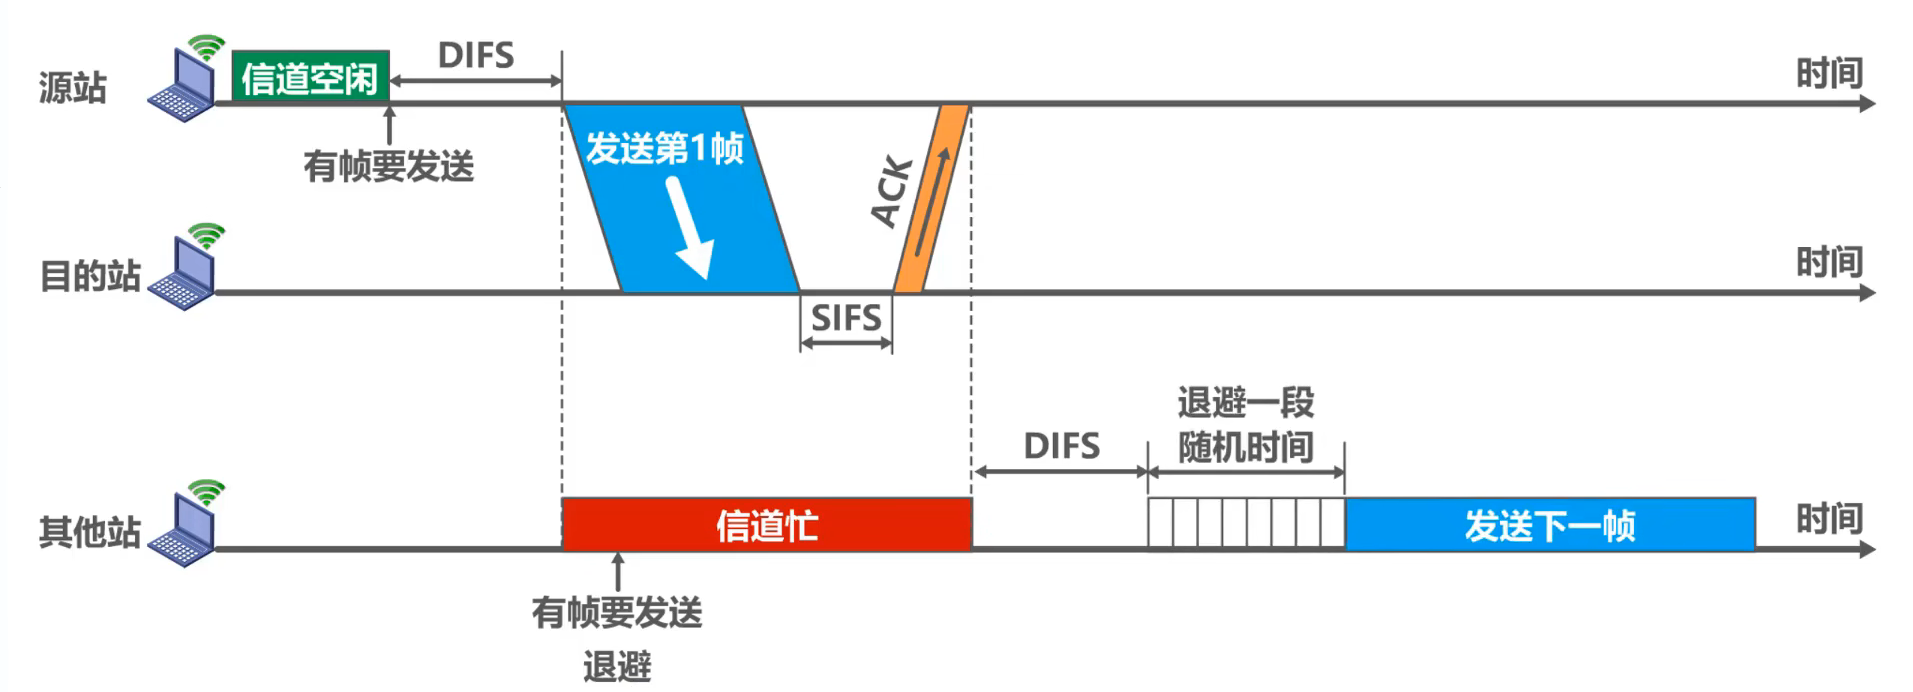 源站
信道空闲
DIFS
时间
有帧要发送
发送第1帧
ACK
目的站
时间
SIFS
退避一段
随机时间
DIFS
其他站
信道忙
发送下一帧
时间
有帧要发送
退避